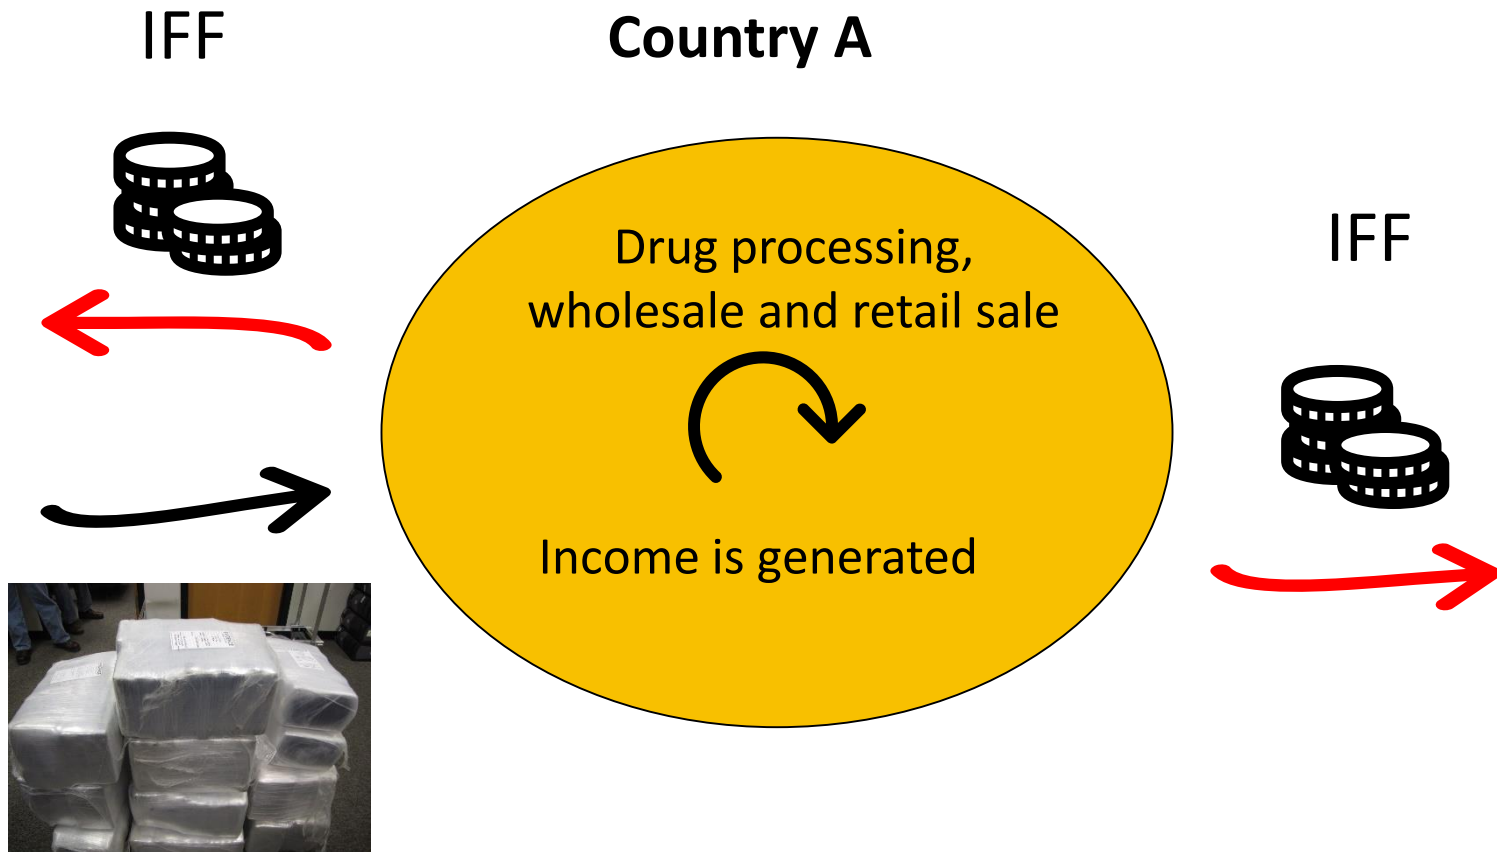 IFF
Country A
Drug processing,
wholesale and retail sale
IFF
Income is generated